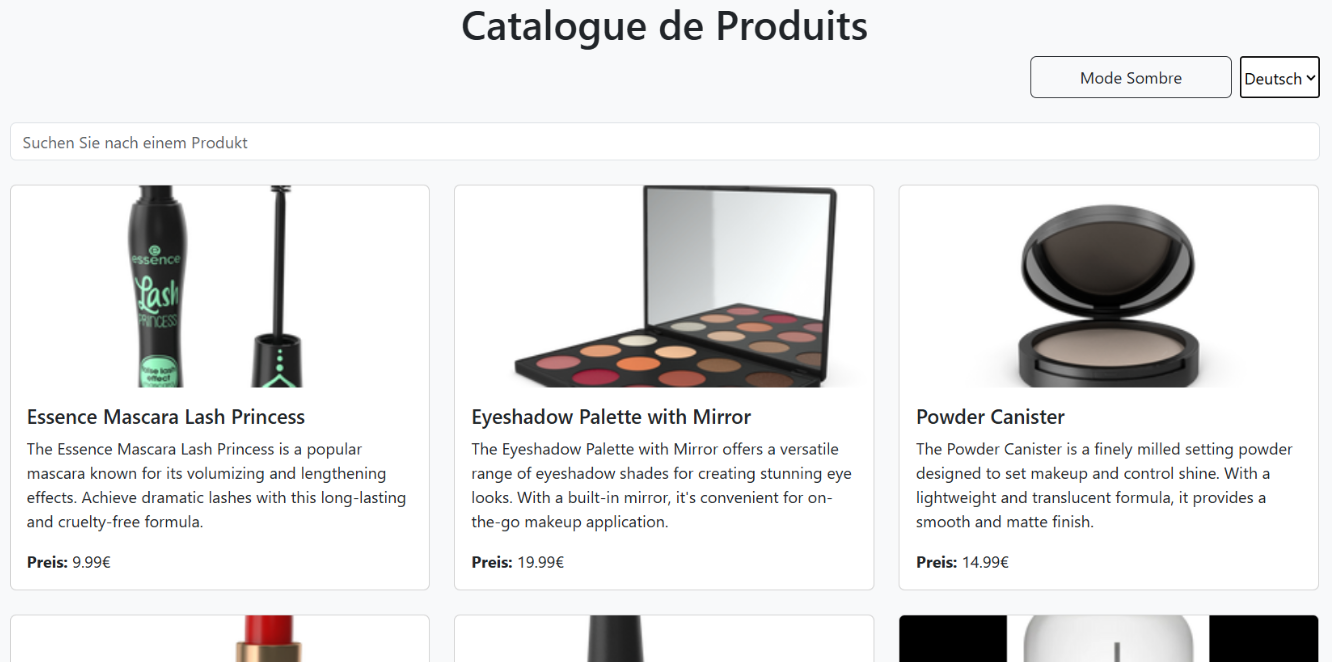 Catalogue de Produits
Mode Sombre
Deutsch
Suchen Sie nach einem Produkt
essence
Lash
PRINCESS
false lash
effect
Essence Mascara Lash Princess
The Essence Mascara Lash Princess is a popular
mascara known for its volumizing and lengthening
effects. Achieve dramatic lashes with this long-lasting
and cruelty-free formula.
Preis: 9.99€
Eyeshadow Palette with Mirror
The Eyeshadow Palette with Mirror offers a versatile
range of eyeshadow shades for creating stunning eye
looks. With a built-in mirror, it's convenient for on-
the-go makeup application.
Preis: 19.99€
Powder Canister
The Powder Canister is a finely milled setting powder
designed to set makeup and control shine. With a
lightweight and translucent formula, it provides a
smooth and matte finish.
Preis: 14.99€